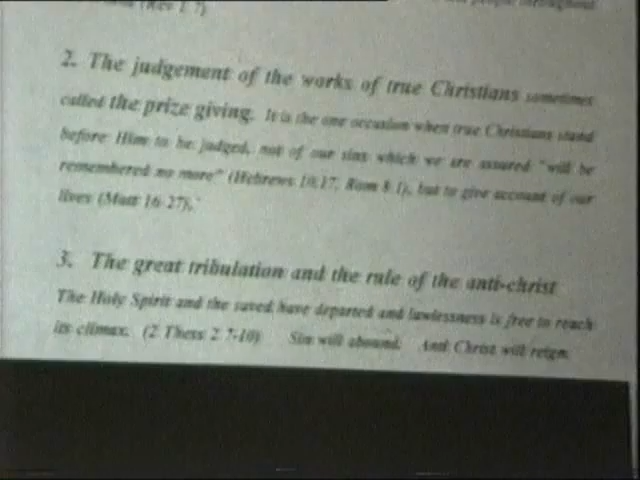 (Rev 1:7)
2. The judgement of the works of true Christians sometimes
called the prize giving. It is the one occasion when true Christians stand
before Him to be judged, not of our sins which we are assured "will be
remembered no more" (Hebrews 10:17, Rom 8:1), but to give account of our
lives (Matt 16:27).
3. The great tribulation and the rule of the anti-christ
The Holy Spirit and the saved have departed and lawlessness is free to reach
its climax. (2 Thess 2.7-10) Sin will abound. Anti Christ will reign.